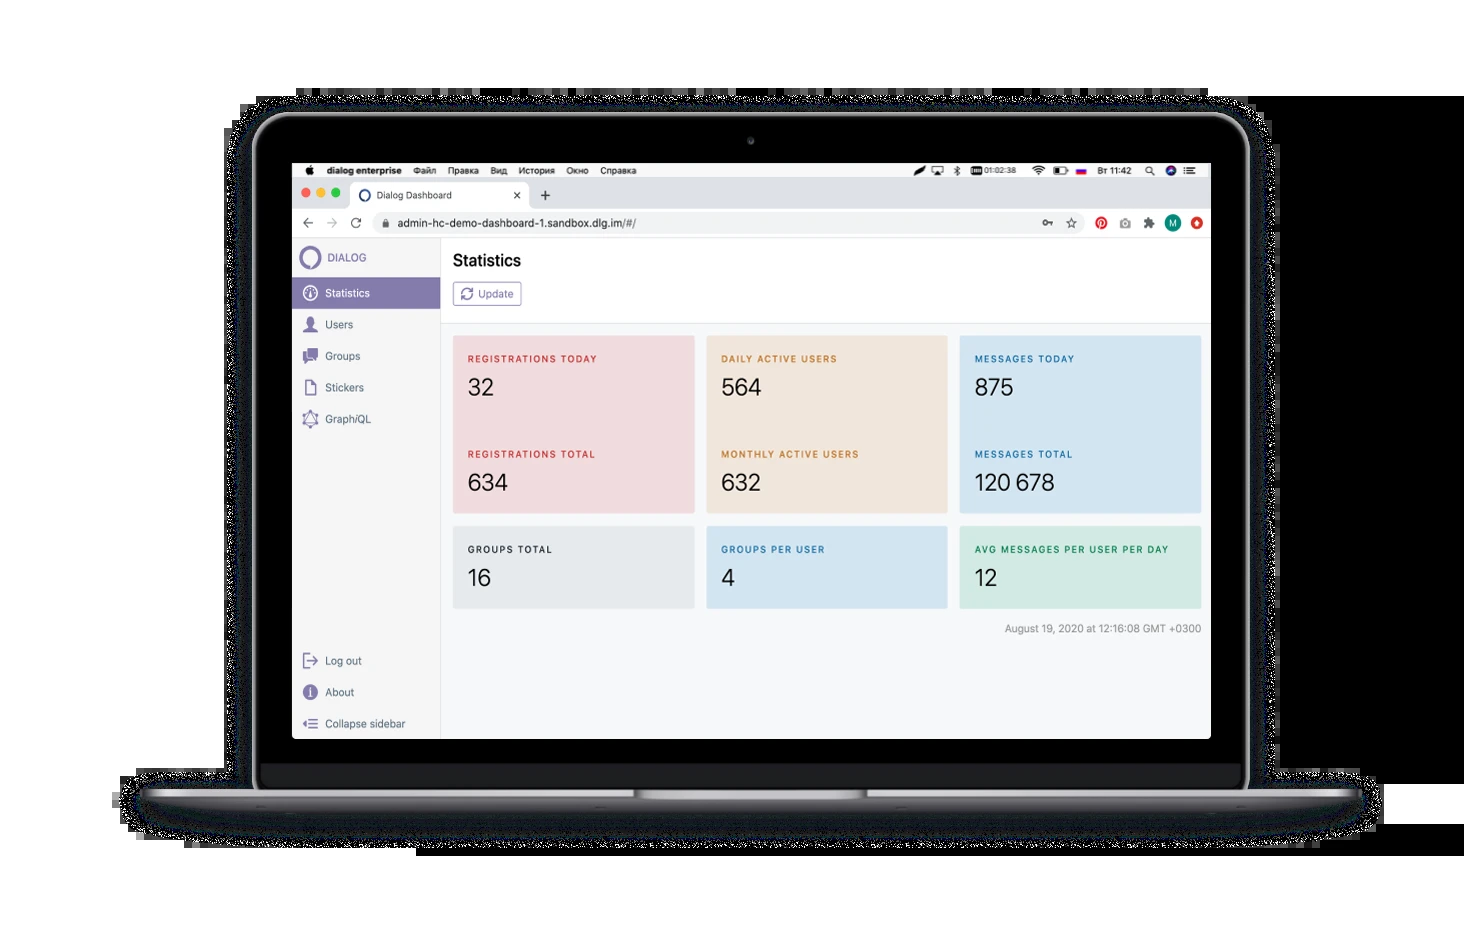 dialog enterprise Файл Правка Вид История Окно Справка 01:02:38 Вт 11:42
Dialog Dashboard
admin-hc-demo-dashboard-1.sandbox.dlg.im/#/
M
DIALOG
Statistics
Users
Groups
Stickers
GraphiQL
Log out
About
Collapse sidebar
Statistics
Update
REGISTRATIONS TODAY
32
REGISTRATIONS TOTAL
634
DAILY ACTIVE USERS
564
MONTHLY ACTIVE USERS
632
MESSAGES TODAY
875
MESSAGES TOTAL
120 678
GROUPS TOTAL
16
GROUPS PER USER
4
AVG MESSAGES PER USER PER DAY
12
August 19, 2020 at 12:16:08 GMT +0300